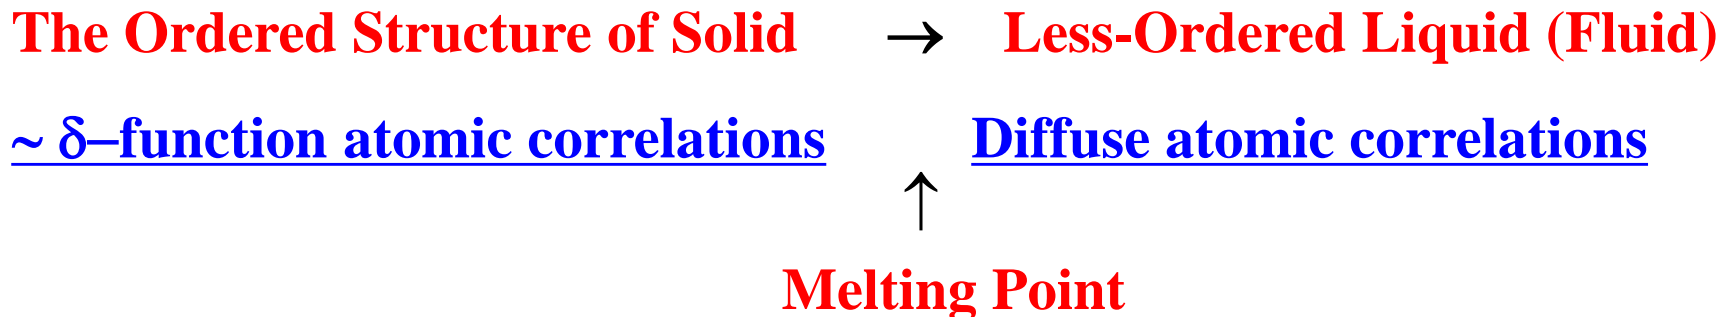 The Ordered Structure of Solid → Less-Ordered Liquid (Fluid)
~ δ–function atomic correlations Diffuse atomic correlations
↑
Melting Point